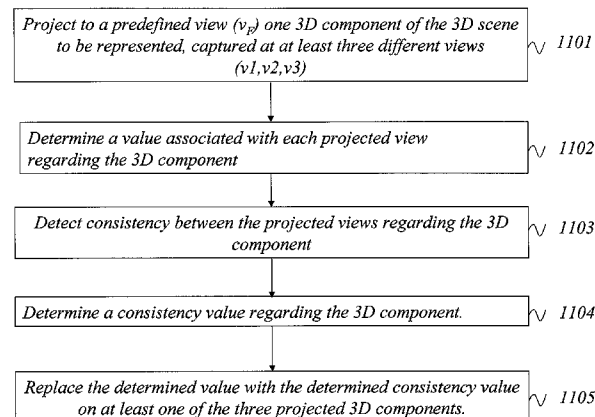 Project to a predefined view (vF) one 3D component of the 3D scene
to be represented, captured at at least three different views
(v1,v2,v3)
1101
Determine a value associated with each projected view
regarding the 3D component
1102
Detect consistency between the projected views regarding the 3D
component
1103
Determine a consistency value regarding the 3D component.
1104
Replace the determined value with the determined consistency value
on at least one of the three projected 3D components.
1105